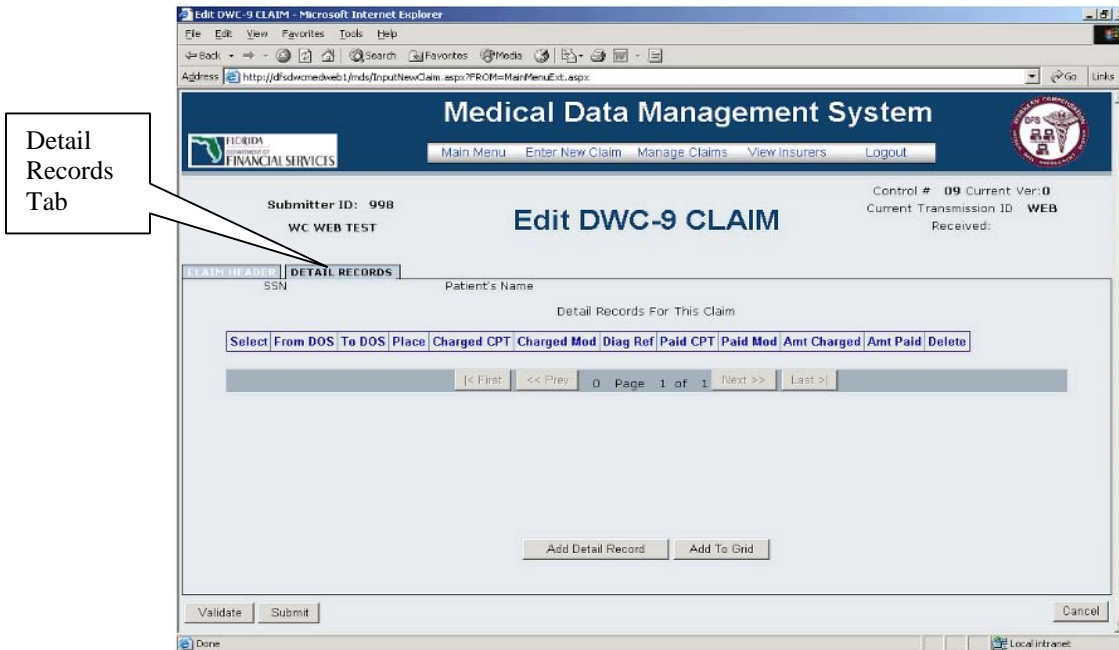 Edit DWC-9 CLAIM - Microsoft Internet Explorer
File Edit View Favorites Tools Help
Back Search Favorites Media
Address http://dfsdwcmedweb1/mds/InputNewClaim.aspx?FROM=MainMenuExt.aspx Go Links
Detail
Records
Tab
Medical Data Management System
FLORIDA
DEPARTMENT OF
FINANCIAL SERVICES
Main Menu Enter New Claim Manage Claims View Insurers Logout
DFS
Submitter ID: 998
WC WEB TEST
Edit DWC-9 CLAIM
Control # 09 Current Ver:0
Current Transmission ID WEB
Received:
CLAIM HEADER DETAIL RECORDS
SSN Patient's Name
Detail Records For This Claim
Select From DOS To DOS Place Charged CPT Charged Mod Diag Ref Paid CPT Paid Mod Amt Charged Amt Paid Delete
|< First << Prev 0 Page 1 of 1 Next >> Last >|
Add Detail Record Add To Grid
Validate Submit Cancel
Done Local intranet